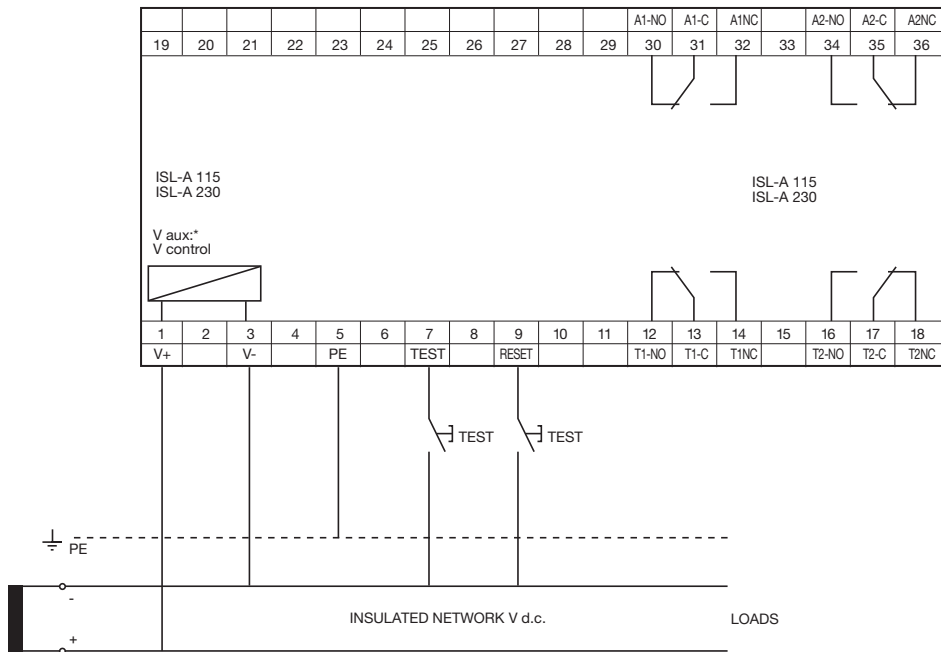 A1-NO A1-C A1NC A2-NO A2-C A2NC
19 20 21 22 23 24 25 26 27 28 29 30 31 32 33 34 35 36
ISL-A 115
ISL-A 230
ISL-A 115
ISL-A 230
V aux:*
V control
1 2 3 4 5 6 7 8 9 10 11 12 13 14 15 16 17 18
V+ V- PE TEST RESET T1-NO T1-C T1NC T2-NO T2-C T2NC
TEST TEST
PE
-
INSULATED NETWORK V d.c. LOADS
+